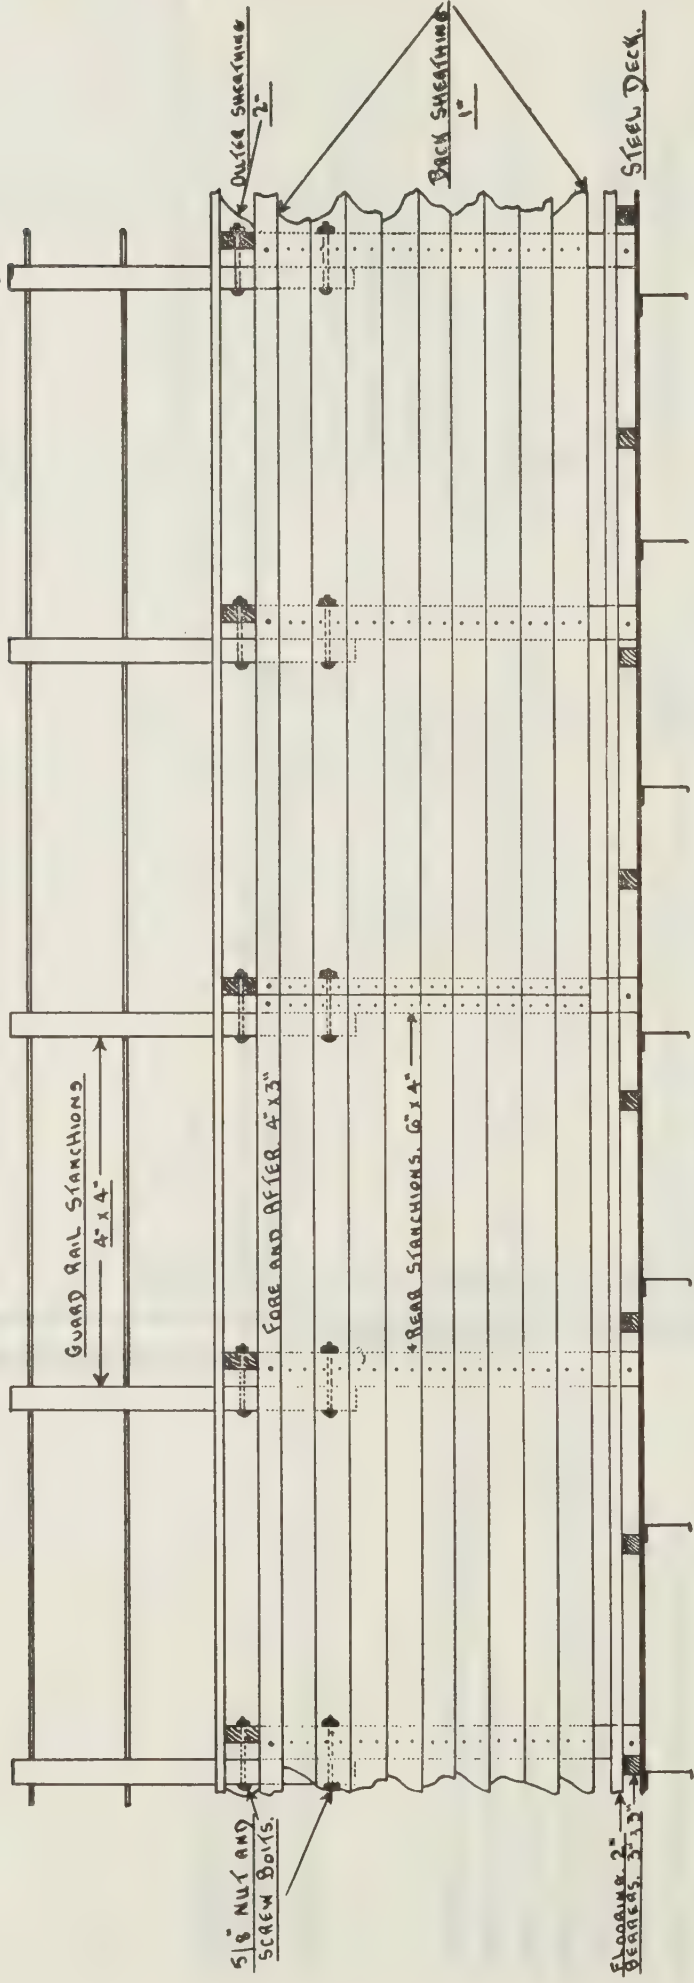 OUTER SHEATHING
2"
BACK SHEATHING
1"
STEEL DECK.
GUARD RAIL STANCHIONS
4" x 4"
FORE AND AFTER 4" x 3"
REAR STANCHIONS. 6" x 4"
5/8" NUT AND
SCREW BOLTS.
FLOORING 2"
BEARERS. 3" x 3"